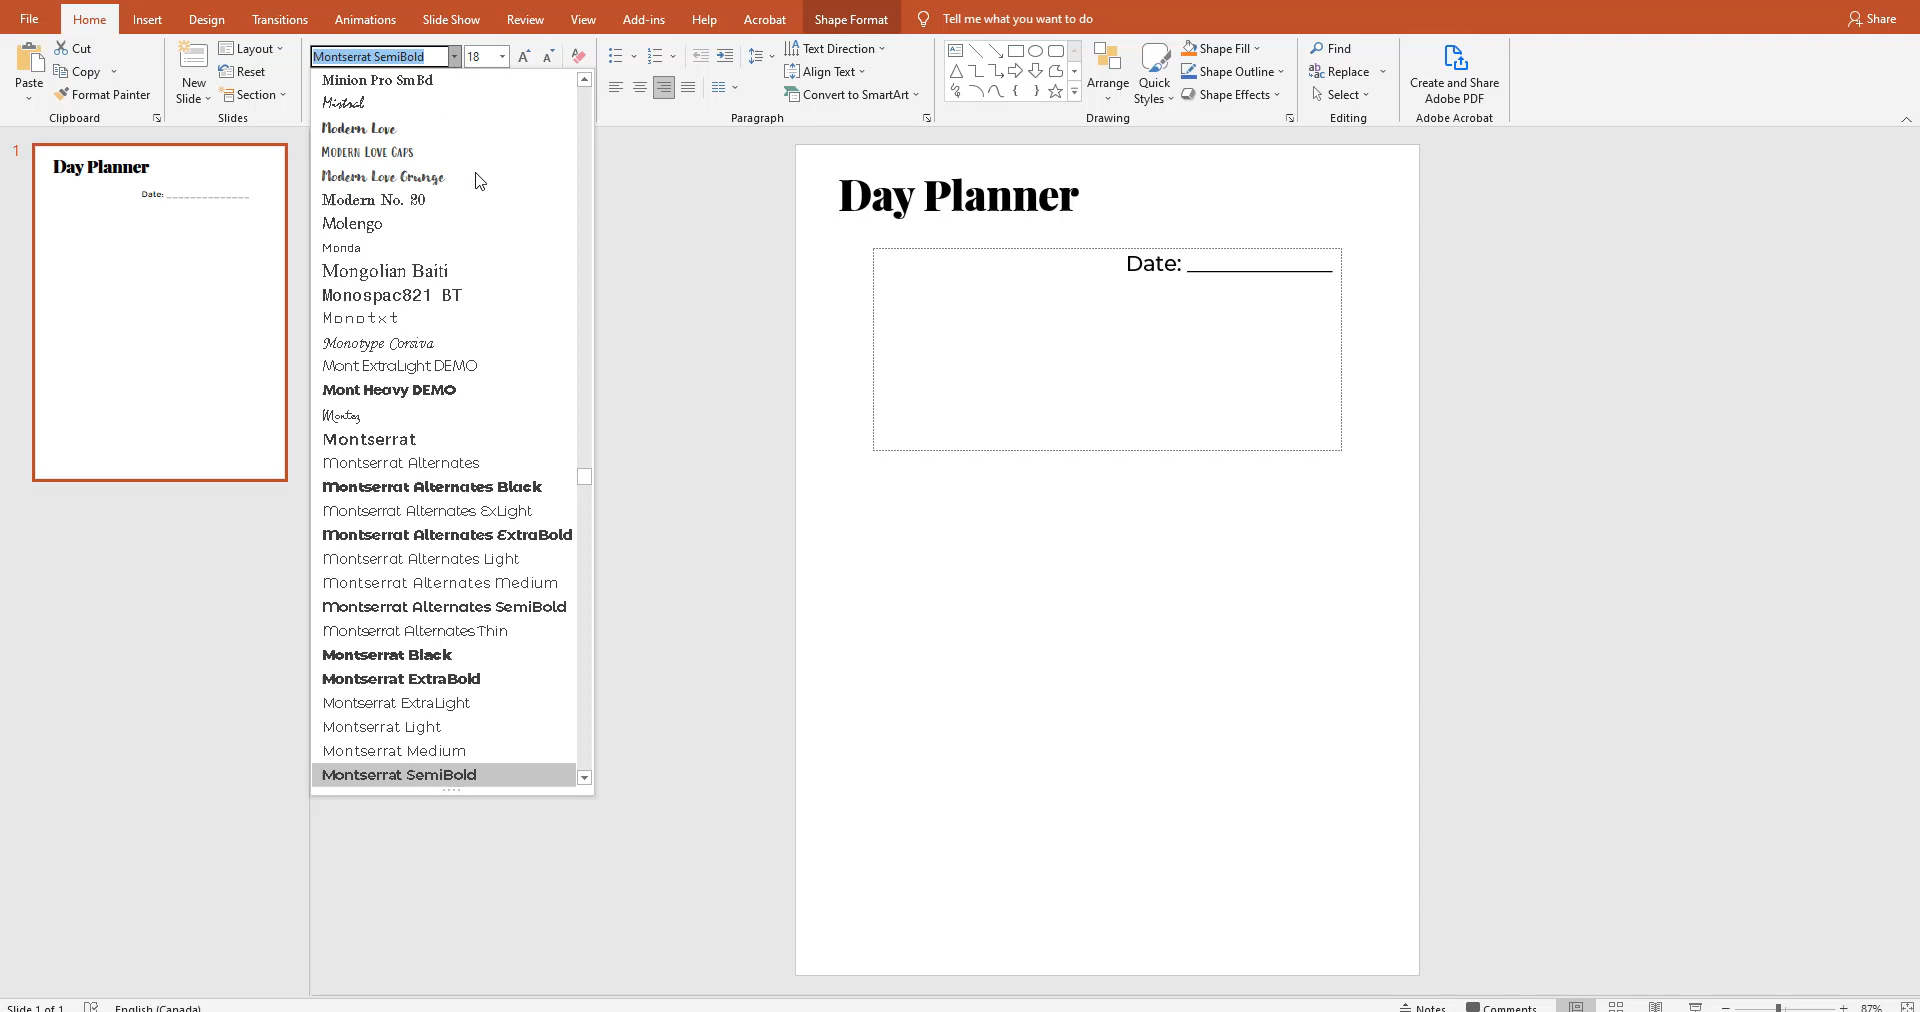 File Home Insert Design Transitions Animations Slide Show Review View Add-ins Help Acrobat Shape Format Tell me what you want to do Share
Paste
Cut
Copy
Format Painter
Clipboard
New
Slide
Layout
Reset
Section
Slides
Montserrat SemiBold 18
Text Direction
Align Text
Convert to SmartArt
Paragraph
Arrange
Quick
Styles
Shape Fill
Shape Outline
Shape Effects
Drawing
Find
Replace
Select
Editing
Create and Share
Adobe PDF
Adobe Acrobat
Minion Pro SmBd
Mistral
Modern Love
Modern Love Caps
Modern Love Grunge
Modern No. 20
Molengo
Monda
Mongolian Baiti
Monospac821 BT
Monotxt
Monotype Corsiva
Mont ExtraLight DEMO
Mont Heavy DEMO
Montez
Montserrat
Montserrat Alternates
Montserrat Alternates Black
Montserrat Alternates ExLight
Montserrat Alternates ExtraBold
Montserrat Alternates Light
Montserrat Alternates Medium
Montserrat Alternates SemiBold
Montserrat Alternates Thin
Montserrat Black
Montserrat ExtraBold
Montserrat ExtraLight
Montserrat Light
Montserrat Medium
Montserrat SemiBold
1
Day Planner
Date: _______________
Day Planner
Date: _____________
Slide 1 of 1 English (Canada) Notes Comments 87%